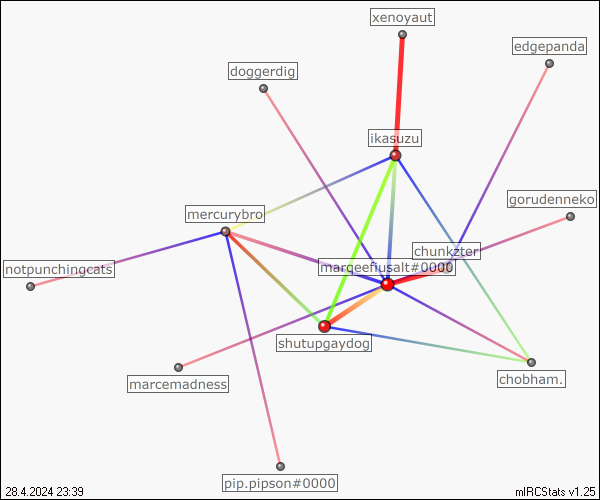 xenoyaut
edgepanda
doggerdig
ikasuzu
gorudenneko
mercurybro
chunkzter
notpunchingcats
marqeefiusalt#0000
shutupgaydog
chobham.
marcemadness
pip.pipson#0000
28.4.2024 23:39
mIRCStats v1.25